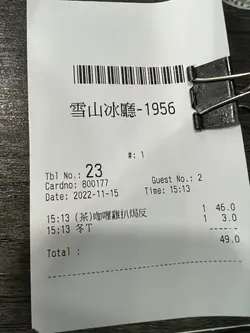 雪山冰廳-1956
#: 1
Tbl No.: 23
Cardno: 800177 Guest No.: 2
Date: 2022-11-15 Time: 15:13
15:13 (茶)咖喱雞扒焗反 1 46.0
15:13 冬T 1 3.0
49.0
Total :